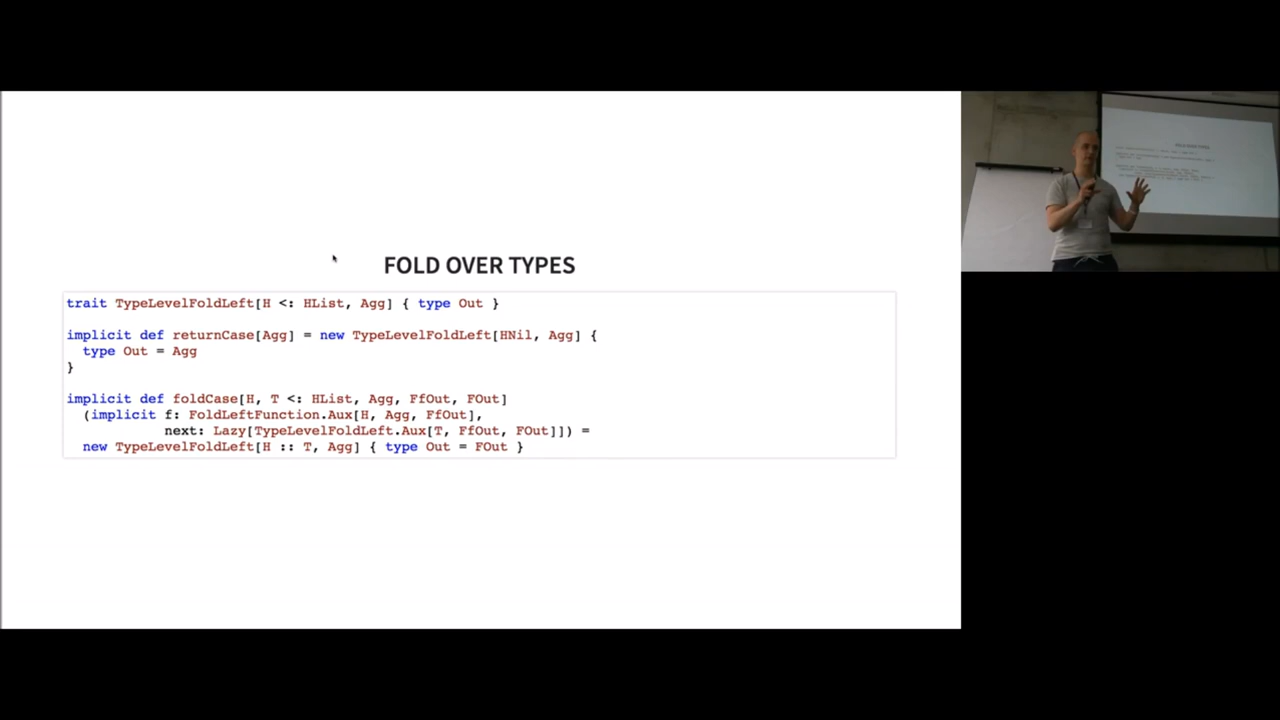 FOLD OVER TYPES
trait TypeLevelFoldLeft[H <: HList, Agg] { type Out }
implicit def returnCase[Agg] = new TypeLevelFoldLeft[HNil, Agg] {
type Out = Agg
}
implicit def foldCase[H, T <: HList, Agg, FfOut, FOut]
(implicit f: FoldLeftFunction.Aux[H, Agg, FfOut],
next: Lazy[TypeLevelFoldLeft.Aux[T, FfOut, FOut]]) =
new TypeLevelFoldLeft[H :: T, Agg] { type Out = FOut }